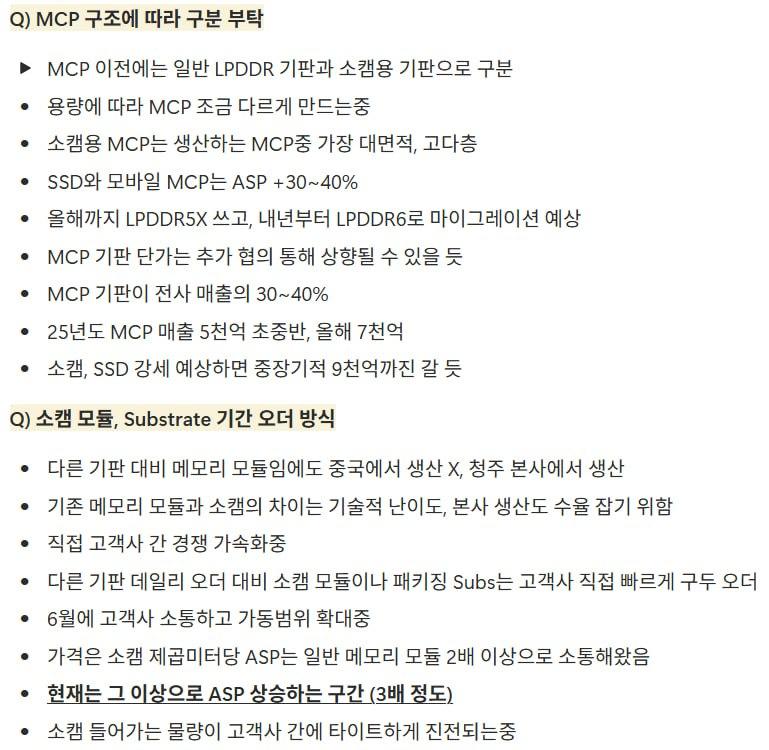 Q) MCP 구조에 따라 구분 부탁
▶ MCP 이전에는 일반 LPDDR 기판과 소캠용 기판으로 구분
• 용량에 따라 MCP 조금 다르게 만드는중
• 소캠용 MCP는 생산하는 MCP중 가장 대면적, 고다층
• SSD와 모바일 MCP는 ASP +30~40%
• 올해까지 LPDDR5X 쓰고, 내년부터 LPDDR6로 마이그레이션 예상
• MCP 기판 단가는 추가 협의 통해 상향될 수 있을 듯
• MCP 기판이 전사 매출의 30~40%
• 25년도 MCP 매출 5천억 초중반, 올해 7천억
• 소캠, SSD 강세 예상하면 중장기적 9천억까진 갈 듯
Q) 소캠 모듈, Substrate 기간 오더 방식
• 다른 기판 대비 메모리 모듈임에도 중국에서 생산 X, 청주 본사에서 생산
• 기존 메모리 모듈과 소캠의 차이는 기술적 난이도, 본사 생산도 수율 잡기 위함
• 직접 고객사 간 경쟁 가속화중
• 다른 기판 데일리 오더 대비 소캠 모듈이나 패키징 Subs는 고객사 직접 빠르게 구두 오더
• 6월에 고객사 소통하고 가동범위 확대중
• 가격은 소캠 제곱미터당 ASP는 일반 메모리 모듈 2배 이상으로 소통해왔음
• 현재는 그 이상으로 ASP 상승하는 구간 (3배 정도)
• 소캠 들어가는 물량이 고객사 간에 타이트하게 진전되는중